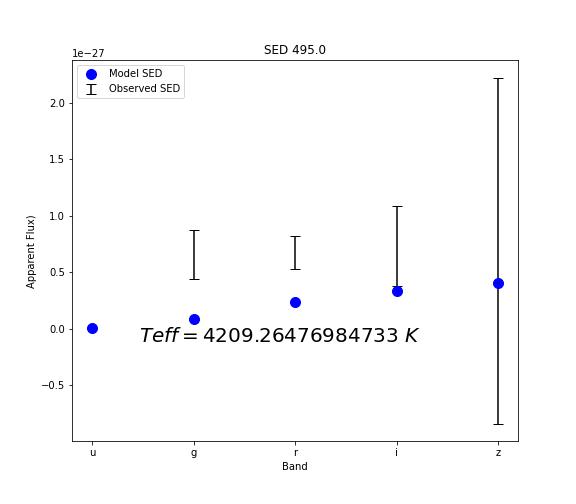 SED 495.0
1e−27
Model SED
Observed SED
2.0
1.5
1.0
0.5
0.0
−0.5
Apparent Flux)
Teff = 4209.26476984733 K
u g r i z
Band